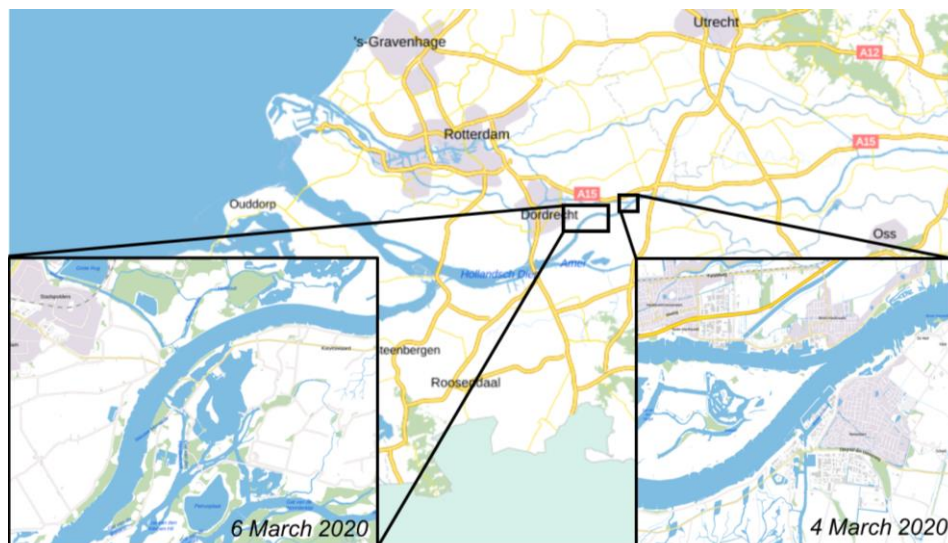 Utrecht
's-Gravenhage
A12
Rotterdam
A15
A15
Ouddorp
Dordrecht
Oss
Hollandsch Die
Amer
teenbergen
Roosendaal
6 March 2020
4 March 2020